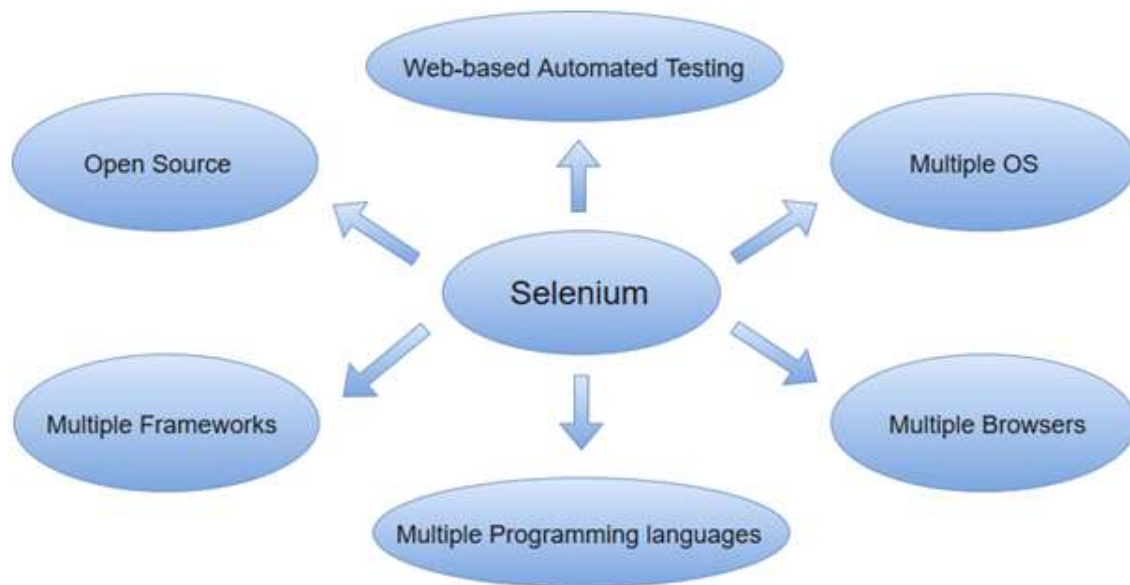 Web-based Automated Testing
Open Source
Multiple OS
Selenium
Multiple Frameworks
Multiple Browsers
Multiple Programming languages